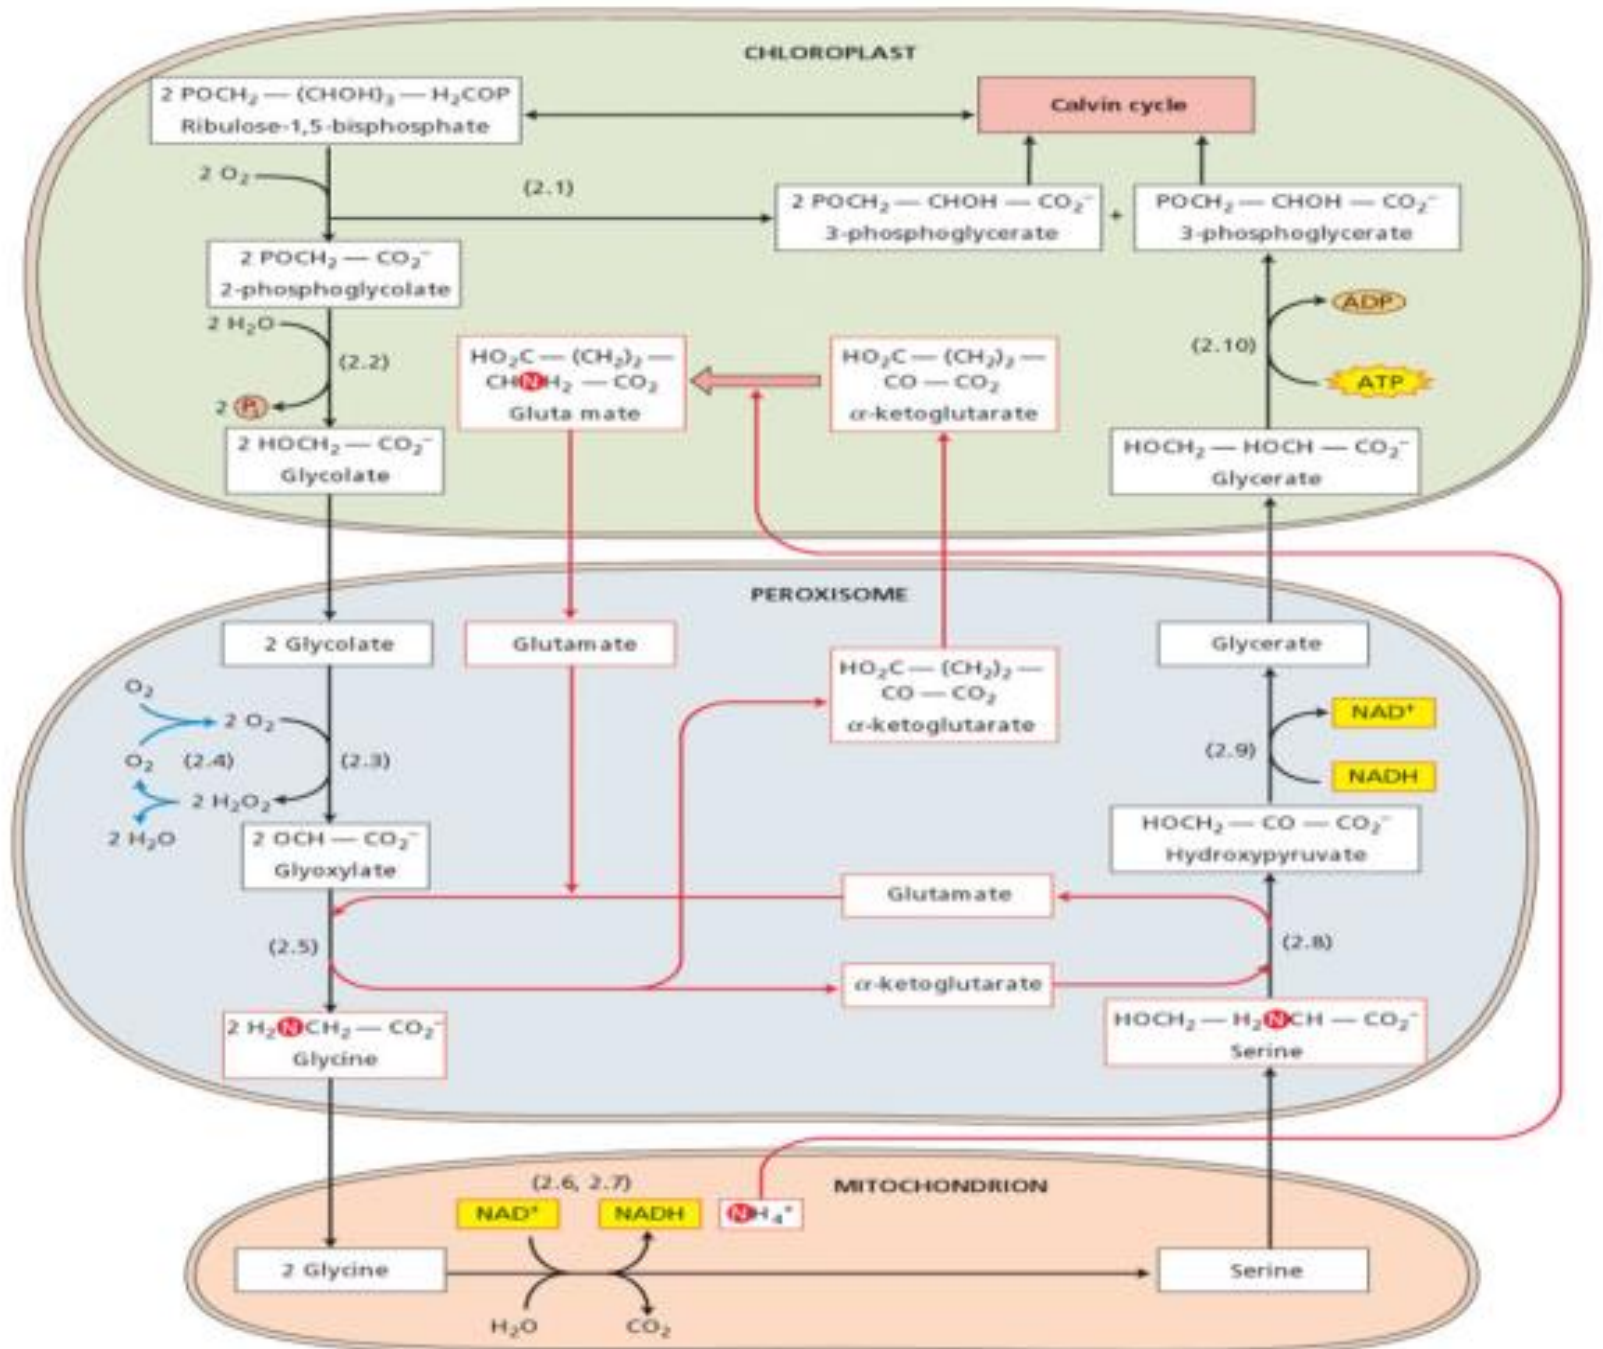 CHLOROPLAST
2 POCH₂ — (CHOH)₃ — H₂COP
Ribulose-1,5-bisphosphate
Calvin cycle
2 O₂
(2.1)
2 POCH₂ — CHOH — CO₂⁻
3-phosphoglycerate
+
POCH₂ — CHOH — CO₂⁻
3-phosphoglycerate
2 POCH₂ — CO₂⁻
2-phosphoglycolate
2 H₂O
(2.2)
2 Pᵢ
HO₂C — (CH₂)₂ —
CHNH₂ — CO₂
Gluta mate
HO₂C — (CH₂)₂ —
CO — CO₂
α-ketoglutarate
ADP
(2.10)
ATP
2 HOCH₂ — CO₂⁻
Glycolate
HOCH₂ — HOCH — CO₂⁻
Glycerate
PEROXISOME
2 Glycolate
Glutamate
HO₂C — (CH₂)₂ —
CO — CO₂
α-ketoglutarate
Glycerate
O₂
2 O₂
O₂
(2.4)
(2.3)
2 H₂O₂
2 H₂O
NAD⁺
(2.9)
NADH
2 OCH — CO₂⁻
Glyoxylate
HOCH₂ — CO — CO₂⁻
Hydroxypyruvate
Glutamate
(2.5)
(2.8)
α-ketoglutarate
2 H₂NCH₂ — CO₂⁻
Glycine
HOCH₂ — H₂NCH — CO₂⁻
Serine
MITOCHONDRION
(2.6, 2.7)
NAD⁺
NADH
NH₄⁺
2 Glycine
Serine
H₂O
CO₂